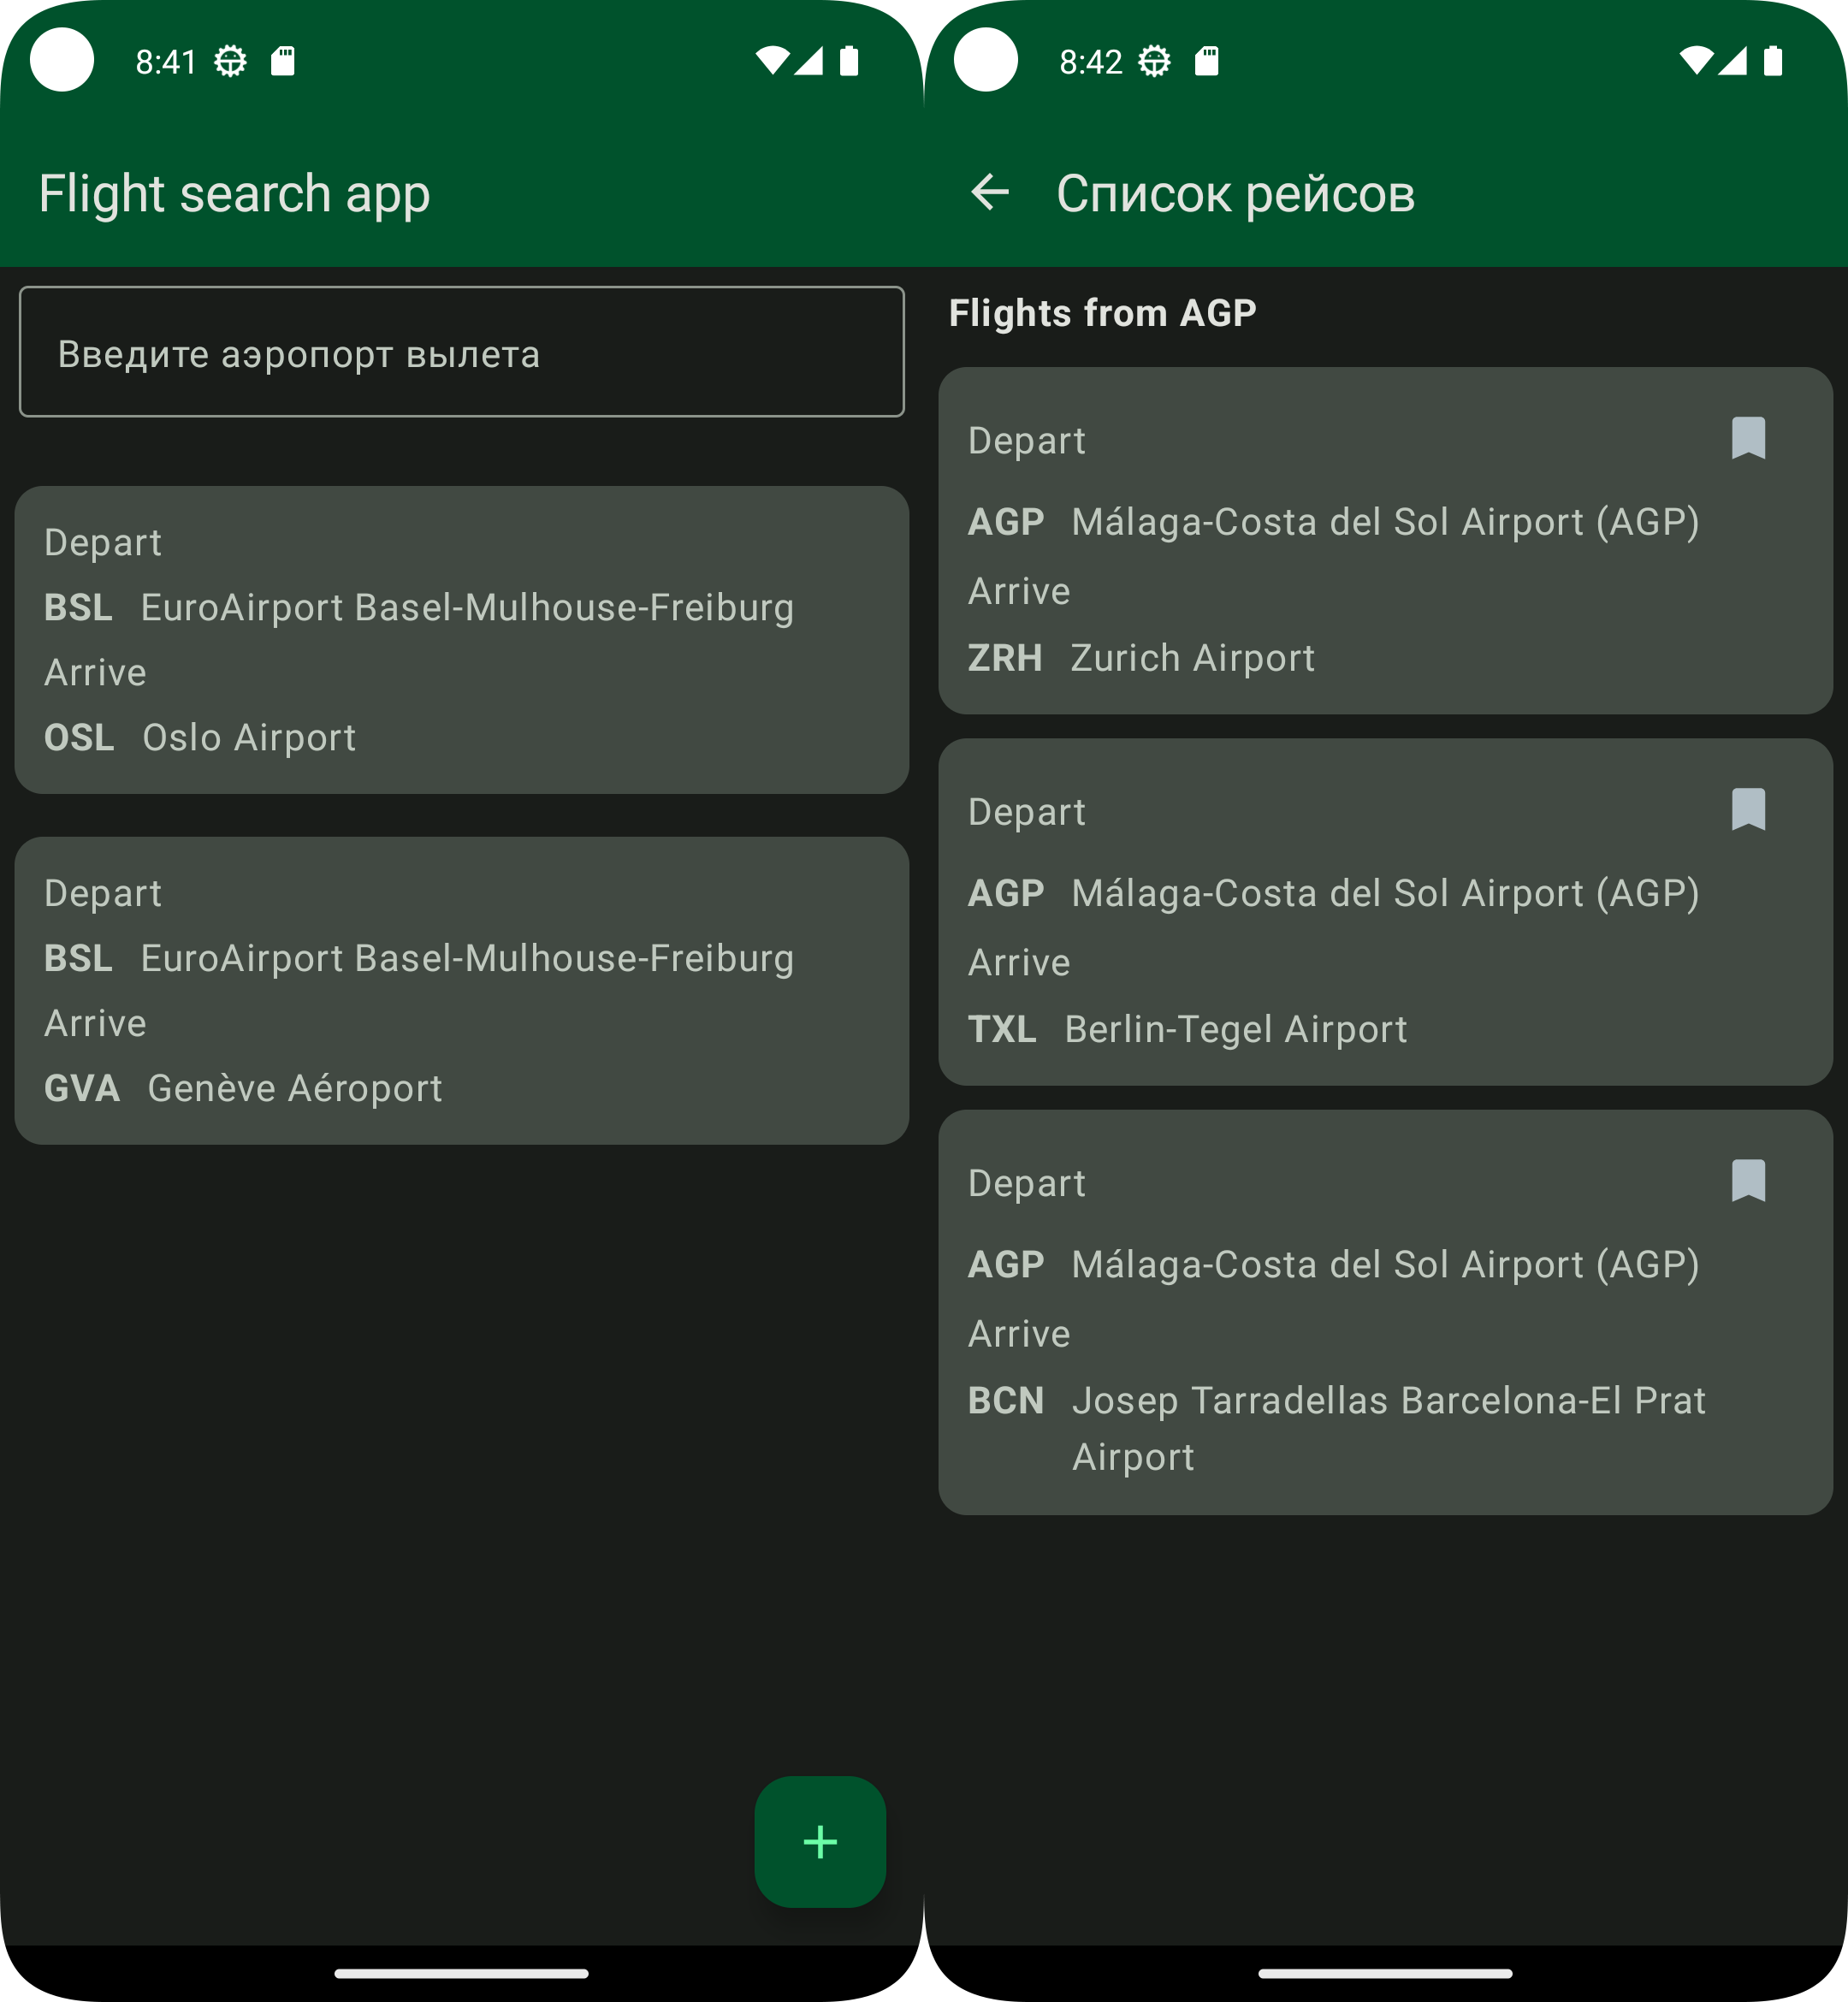 8:41
Flight search app
Введите аэропорт вылета
Depart
BSL EuroAirport Basel-Mulhouse-Freiburg
Arrive
OSL Oslo Airport
Depart
BSL EuroAirport Basel-Mulhouse-Freiburg
Arrive
GVA Genève Aéroport
8:42
Список рейсов
Flights from AGP
Depart
AGP Málaga-Costa del Sol Airport (AGP)
Arrive
ZRH Zurich Airport
Depart
AGP Málaga-Costa del Sol Airport (AGP)
Arrive
TXL Berlin-Tegel Airport
Depart
AGP Málaga-Costa del Sol Airport (AGP)
Arrive
BCN Josep Tarradellas Barcelona-El Prat
Airport